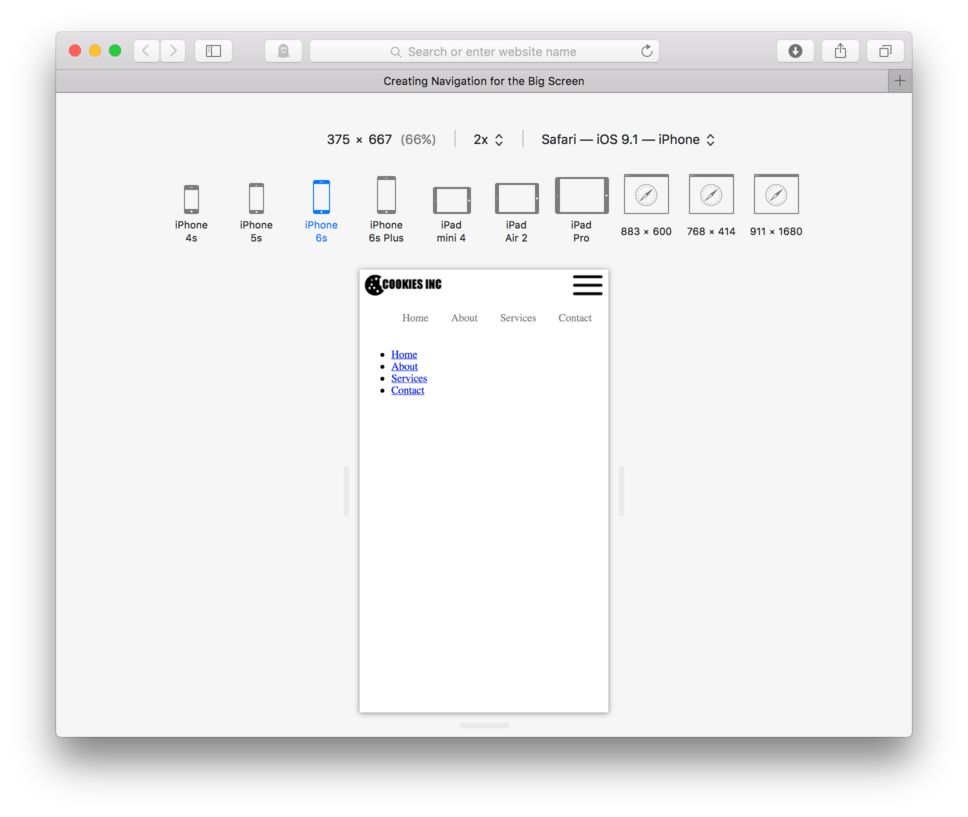 Search or enter website name
Creating Navigation for the Big Screen
+
375 × 667 (66%) 2x Safari — iOS 9.1 — iPhone
iPhone 4s
iPhone 5s
iPhone 6s
iPhone 6s Plus
iPad mini 4
iPad Air 2
iPad Pro
883 × 600
768 × 414
911 × 1680
COOKIES INC
Home About Services Contact
• Home
• About
• Services
• Contact